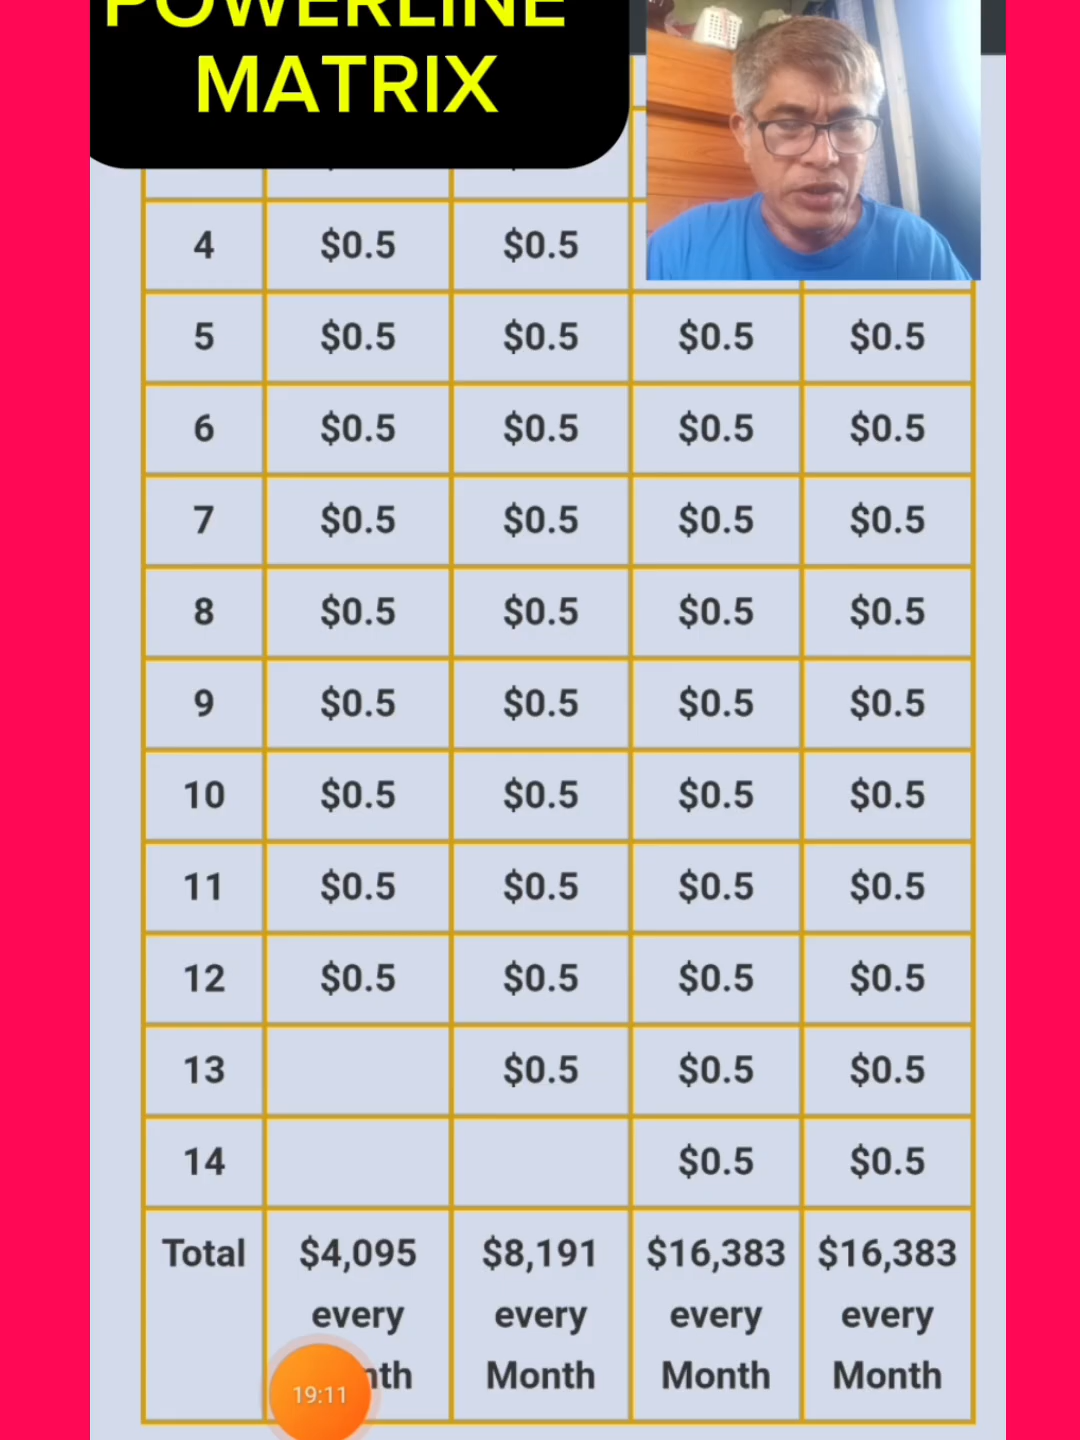 POWERLINE
MATRIX
4 $0.5 $0.5
5 $0.5 $0.5 $0.5 $0.5
6 $0.5 $0.5 $0.5 $0.5
7 $0.5 $0.5 $0.5 $0.5
8 $0.5 $0.5 $0.5 $0.5
9 $0.5 $0.5 $0.5 $0.5
10 $0.5 $0.5 $0.5 $0.5
11 $0.5 $0.5 $0.5 $0.5
12 $0.5 $0.5 $0.5 $0.5
13 $0.5 $0.5 $0.5
14 $0.5 $0.5
Total $4,095 $8,191 $16,383 $16,383
every every every every
nth Month Month Month
19:11